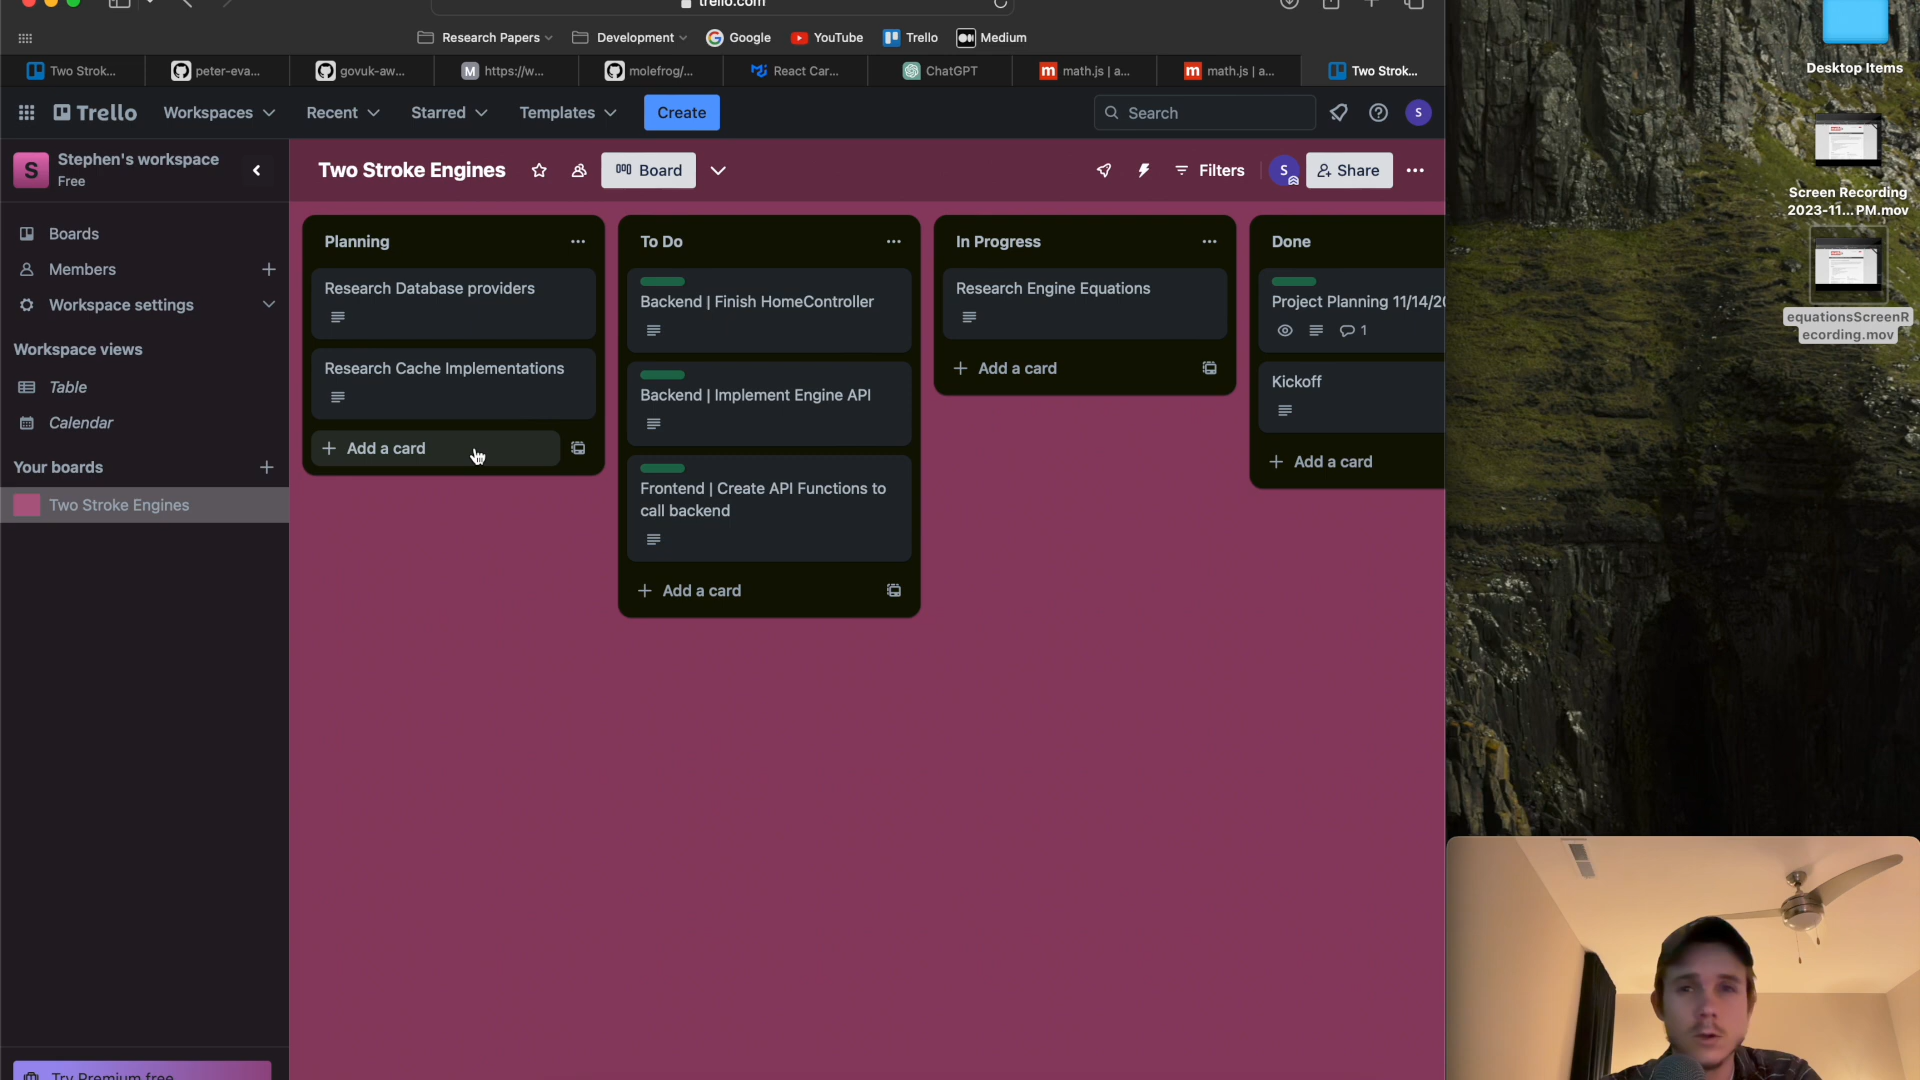 trello.com
Research Papers
Development
Google
YouTube
Trello
Medium
Two Strok...
peter-eva...
govuk-aw...
https://w...
molefrog/...
React Car...
ChatGPT
math.js | a...
math.js | a...
Two Strok...
Trello
Workspaces
Recent
Starred
Templates
Create
Search
S
S
Stephen's workspace
Free
Two Stroke Engines
Board
Filters
S
Share
Boards
Members
Workspace settings
Workspace views
Table
Calendar
Your boards
Two Stroke Engines
Try Premium free
Planning
Research Database providers
Research Cache Implementations
Add a card
To Do
Backend | Finish HomeController
Backend | Implement Engine API
Frontend | Create API Functions to
call backend
Add a card
In Progress
Research Engine Equations
Add a card
Done
Project Planning 11/14/20
1
Kickoff
Add a card
Desktop Items
Screen Recording
2023-11...PM.mov
equationsScreenR
ecording.mov